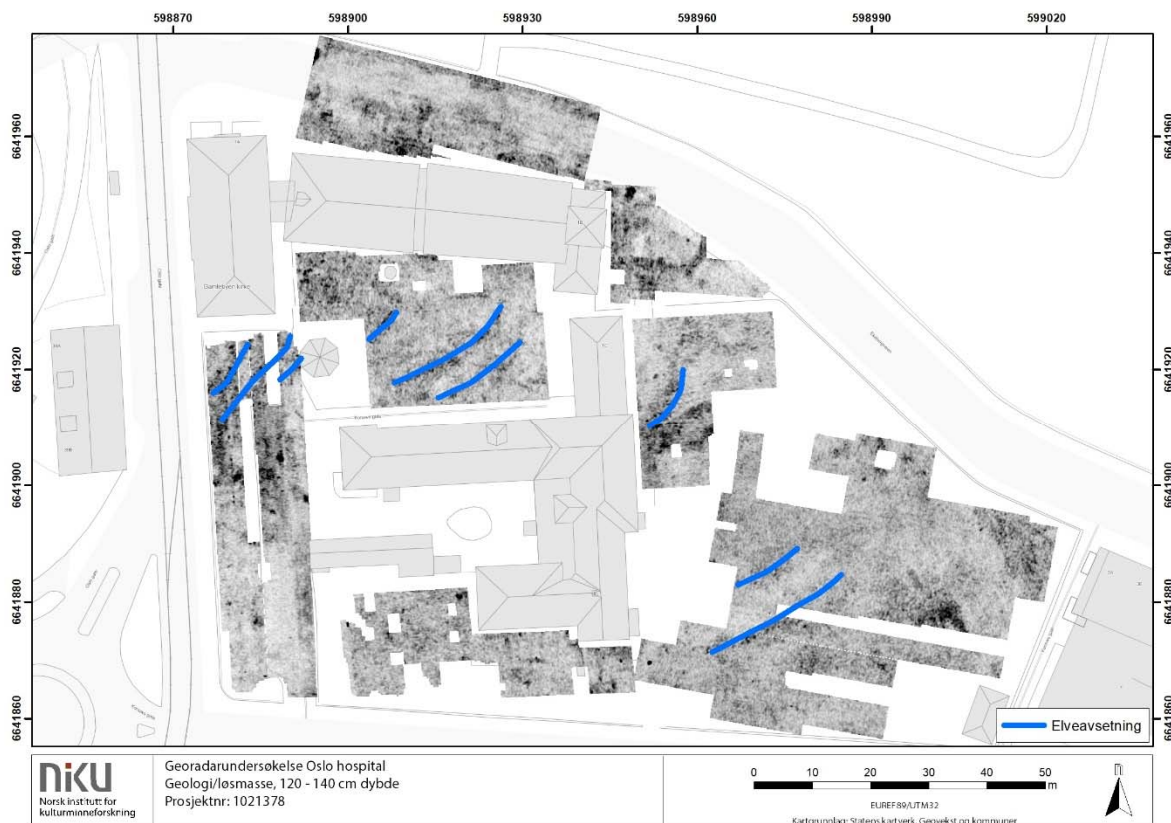 598870 598900 598930 598960 598990 599020
6641960 6641960
6641940 6641940
Gamlebyen kirke
6641920 6641920
6641900 6641900
6641880 6641880
6641860 6641860
Elveavsetning
niku
Norsk institutt for
kulturminneforskning
Georadarundersøkelse Oslo hospital
Geologi/løsmasse, 120 - 140 cm dybde
Prosjektnr: 1021378
0 10 20 30 40 50
m
EUREF89/UTM32
Kartgrunnlag: Statens kartverk, Geovekst og kommuner
n